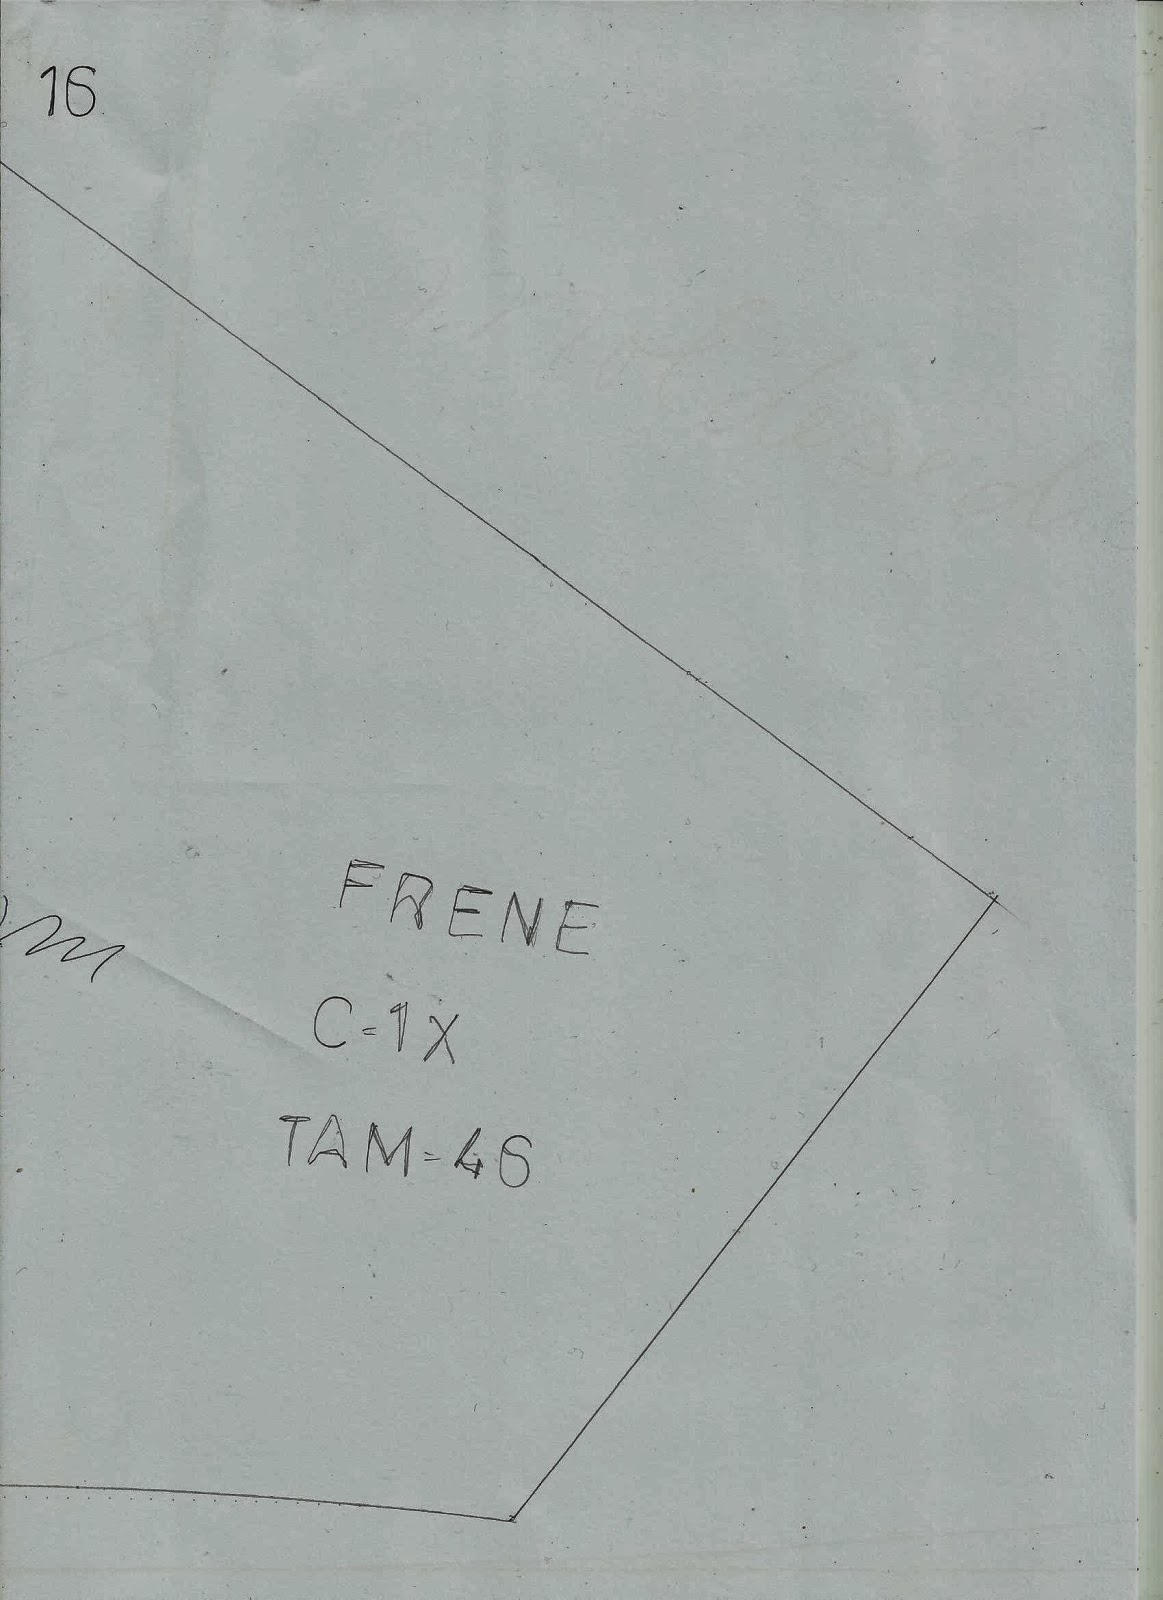 16
FRENE
C=1X
TAM=46